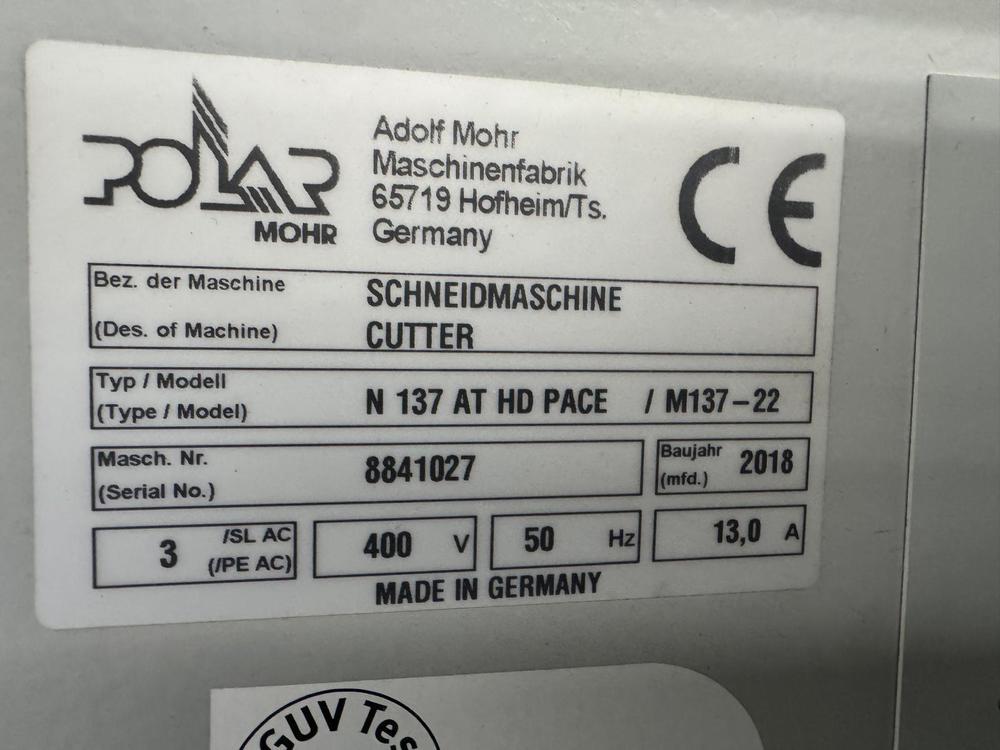 POLAR
MOHR
Adolf Mohr
Maschinenfabrik
65719 Hofheim/Ts.
Germany
CE
Bez. der Maschine
(Des. of Machine)
SCHNEIDMASCHINE
CUTTER
Typ / Modell
(Type / Model)
N 137 AT HD PACE / M137-22
Masch. Nr.
(Serial No.)
8841027
Baujahr
(mfd.)
2018
3 /SL AC
(/PE AC)
400 V
50 Hz
13,0 A
MADE IN GERMANY
GUV Tes